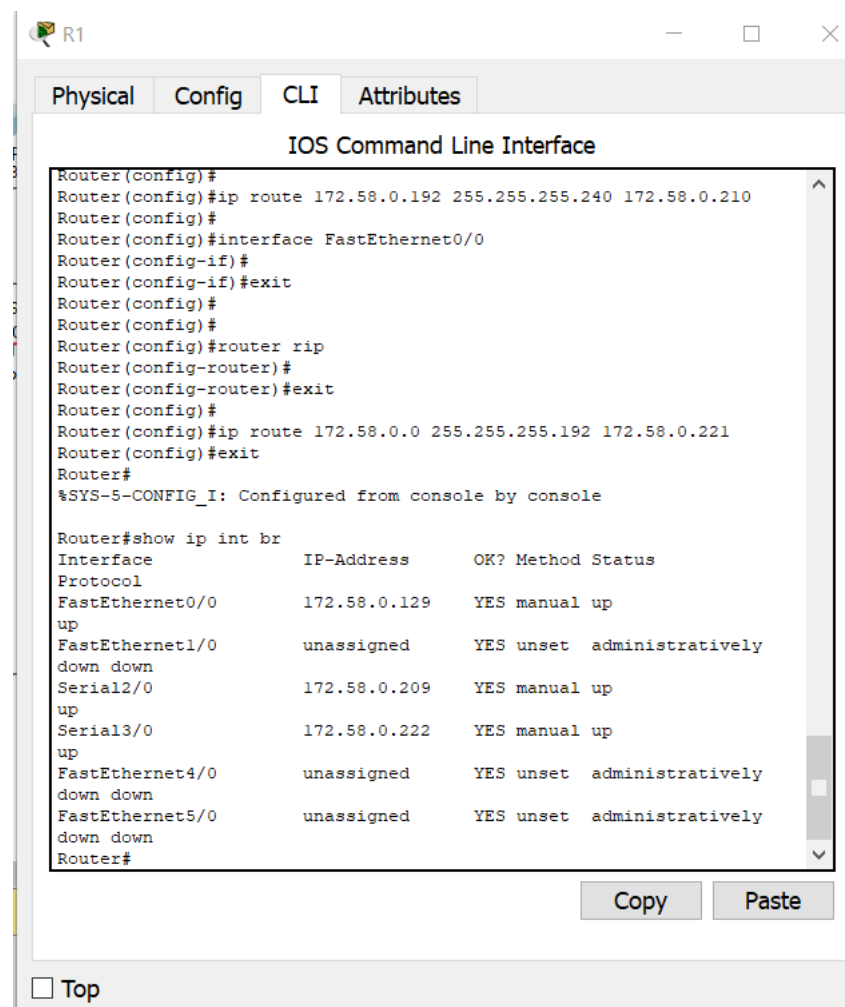 R1
Physical Config CLI Attributes
IOS Command Line Interface
Router(config)#
Router(config)#ip route 172.58.0.192 255.255.255.240 172.58.0.210
Router(config)#
Router(config)#interface FastEthernet0/0
Router(config-if)#
Router(config-if)#exit
Router(config)#
Router(config)#
Router(config)#router rip
Router(config-router)#
Router(config-router)#exit
Router(config)#
Router(config)#ip route 172.58.0.0 255.255.255.192 172.58.0.221
Router(config)#exit
Router#
%SYS-5-CONFIG_I: Configured from console by console
Router#show ip int br
Interface IP-Address OK? Method Status
Protocol
FastEthernet0/0 172.58.0.129 YES manual up
up
FastEthernet1/0 unassigned YES unset administratively
down down
Serial2/0 172.58.0.209 YES manual up
up
Serial3/0 172.58.0.222 YES manual up
up
FastEthernet4/0 unassigned YES unset administratively
down down
FastEthernet5/0 unassigned YES unset administratively
down down
Router#
Copy Paste
Top